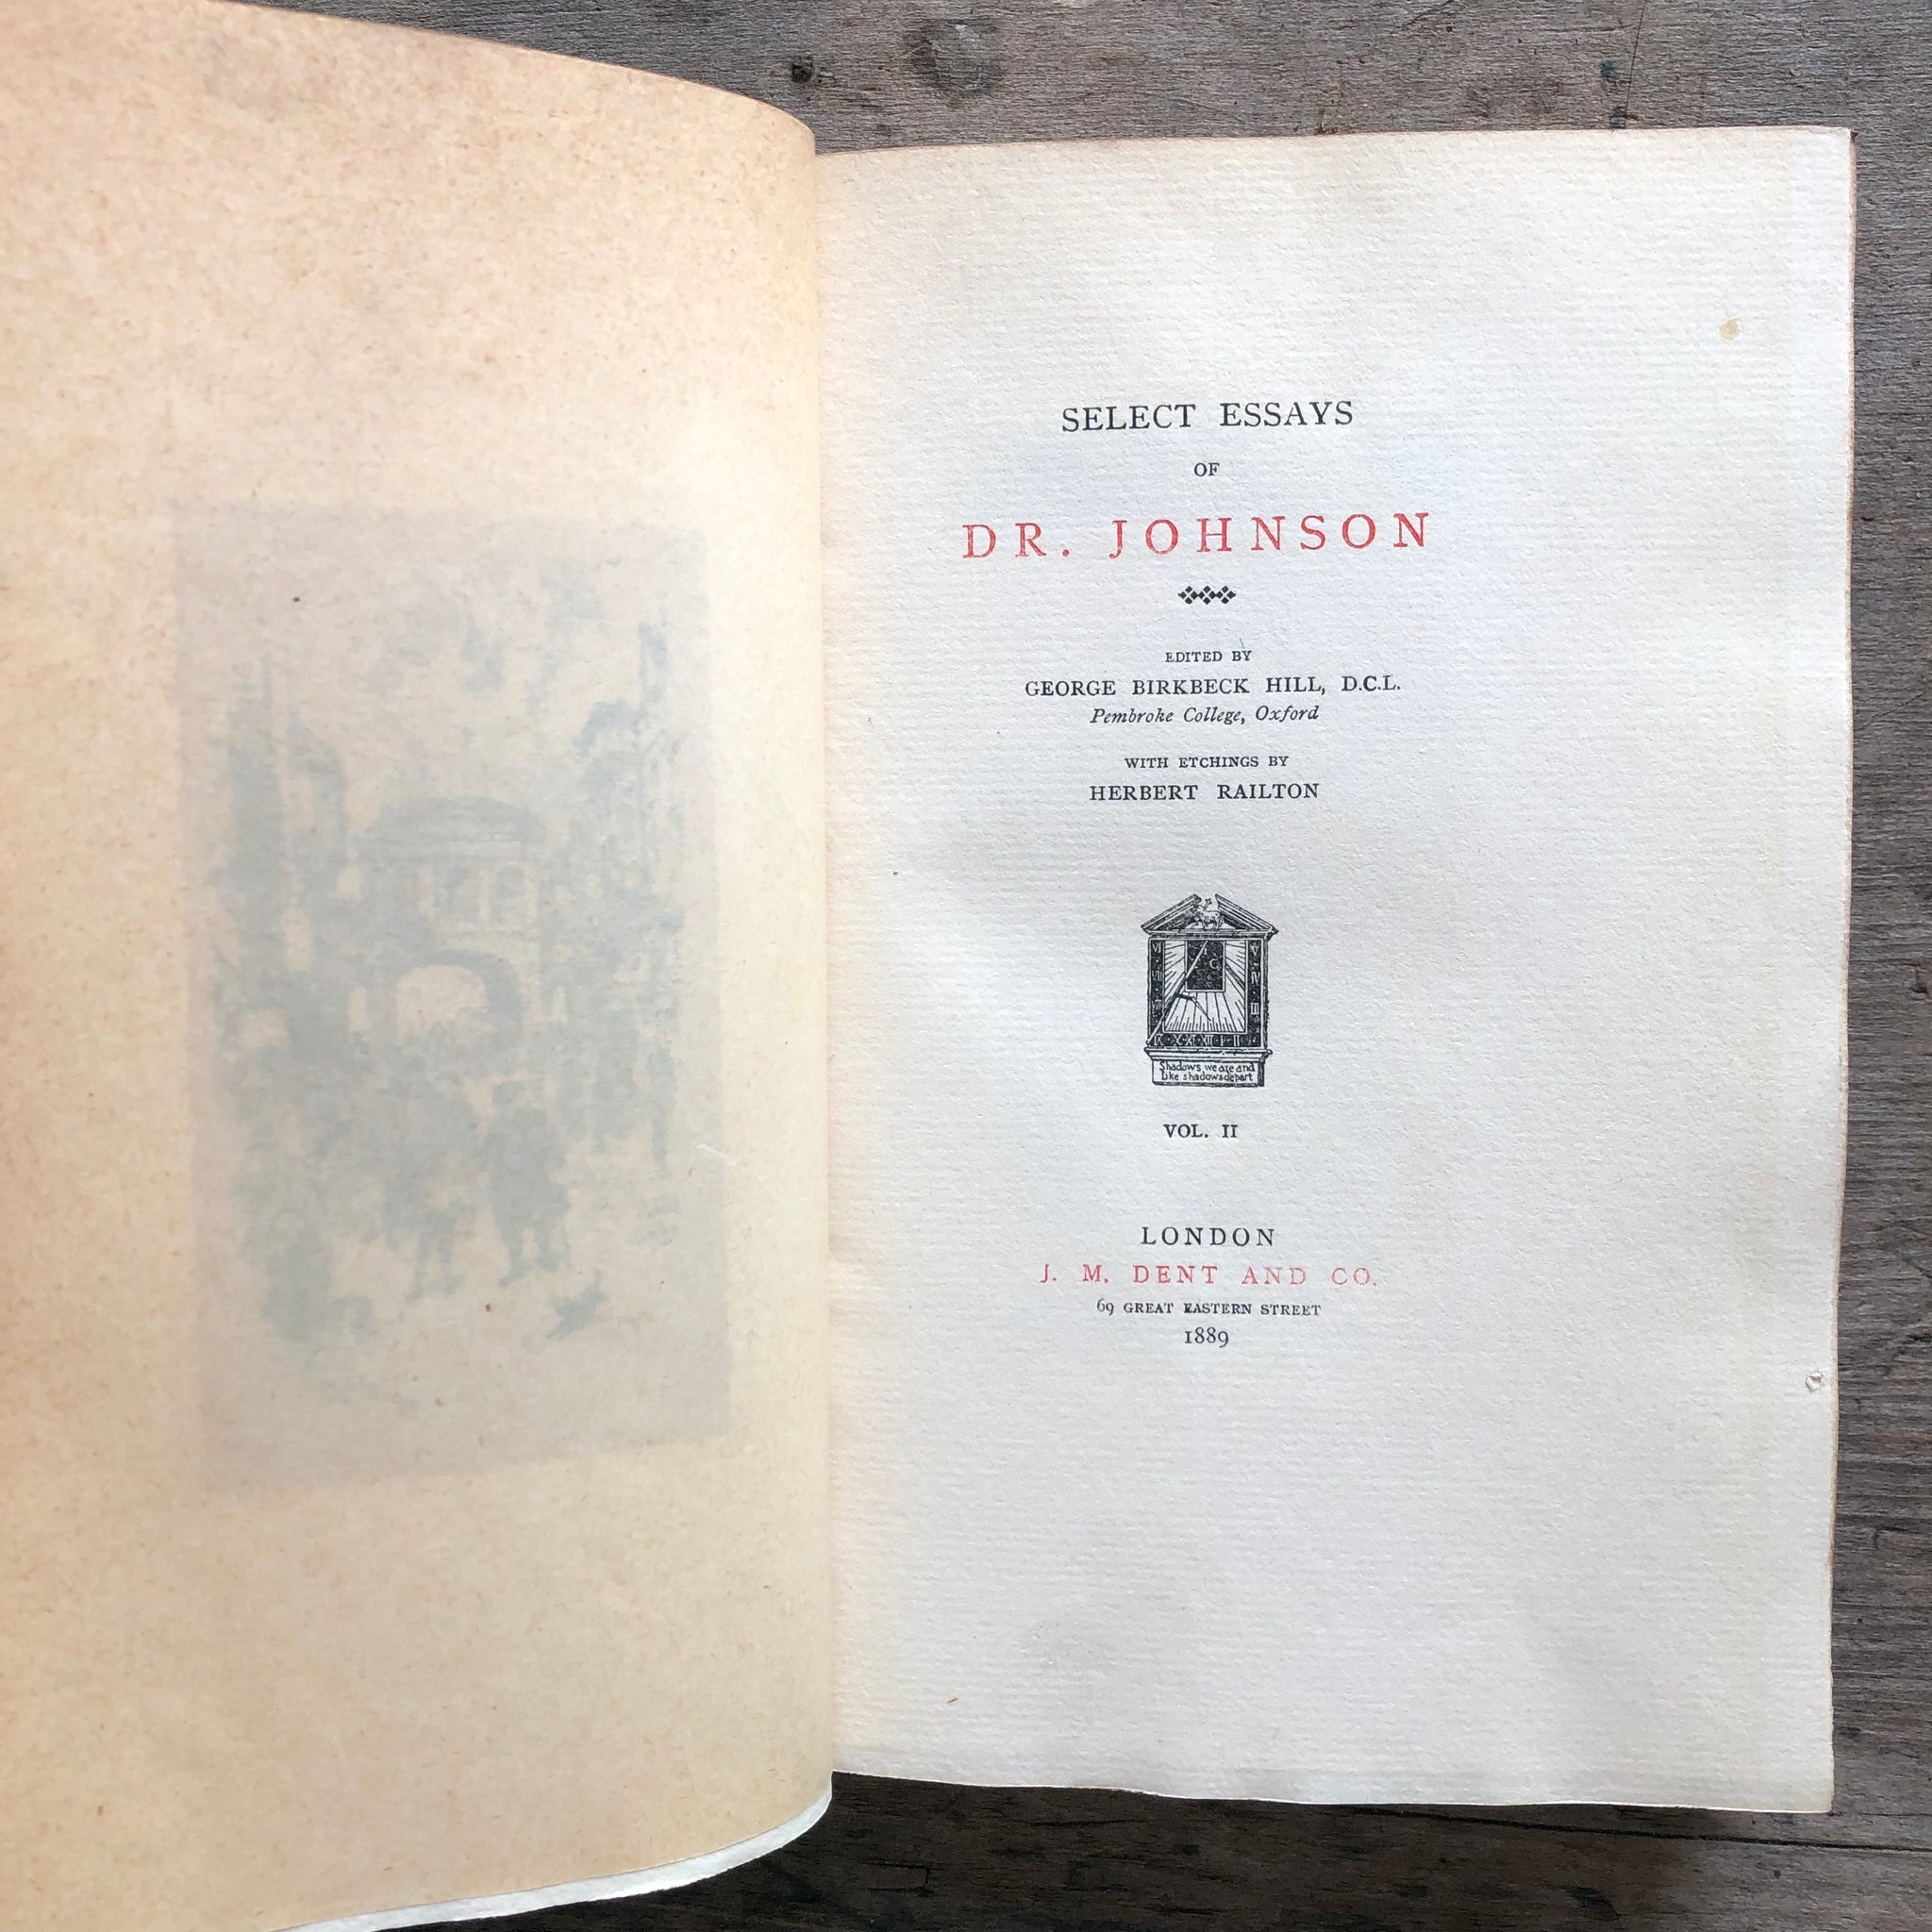 SELECT ESSAYS
OF
DR. JOHNSON
EDITED BY
GEORGE BIRKBECK HILL, D.C.L.
Pembroke College, Oxford
WITH ETCHINGS BY
HERBERT RAILTON
Shadows we are and
Like shadows depart
VOL. II
LONDON
J. M. DENT AND CO.
69 GREAT EASTERN STREET
1889